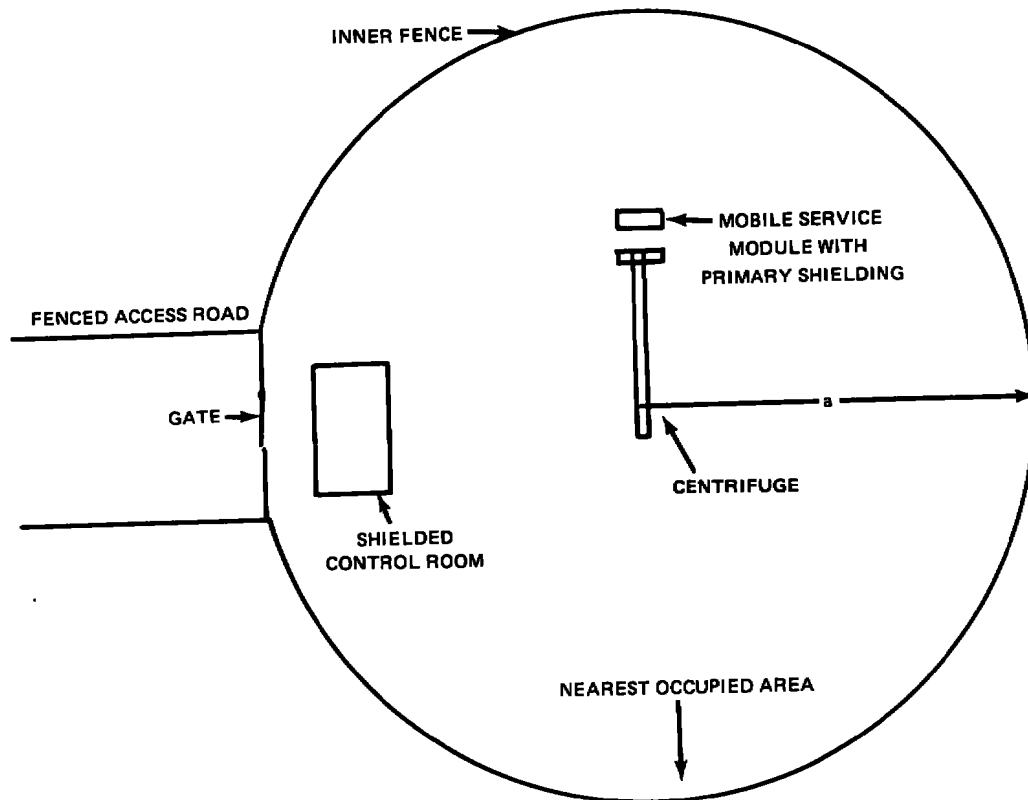 INNER FENCE
MOBILE SERVICE
MODULE WITH
PRIMARY SHIELDING
FENCED ACCESS ROAD
GATE
a
CENTRIFUGE
SHIELDED
CONTROL ROOM
NEAREST OCCUPIED AREA